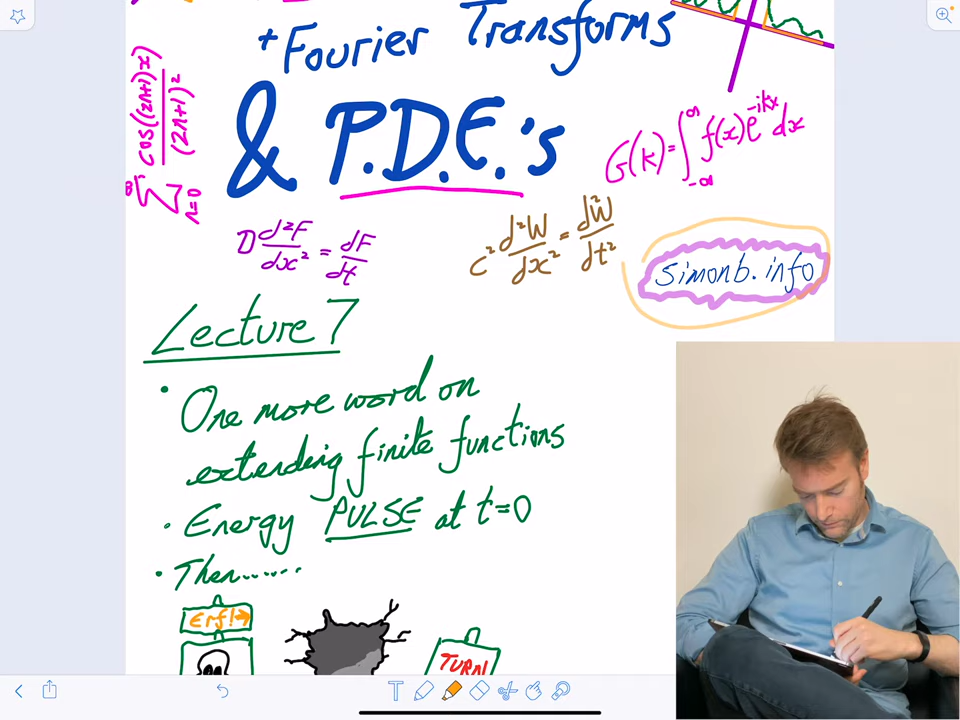 + Fourier Transforms
& P.D.E.'s
∑_{n=0}^{∞} cos((2n+1)x) / (2n+1)²
G(k) = ∫_{-∞}^{∞} f(x) e^{-ikx} dx
D d²F/dx² = dF/dt
c² d²W/dx² = d²W/dt²
simonb.info
Lecture 7
• One more word on
extending finite functions
• Energy PULSE at t=0
• Then......
Erf!→
TURN
T